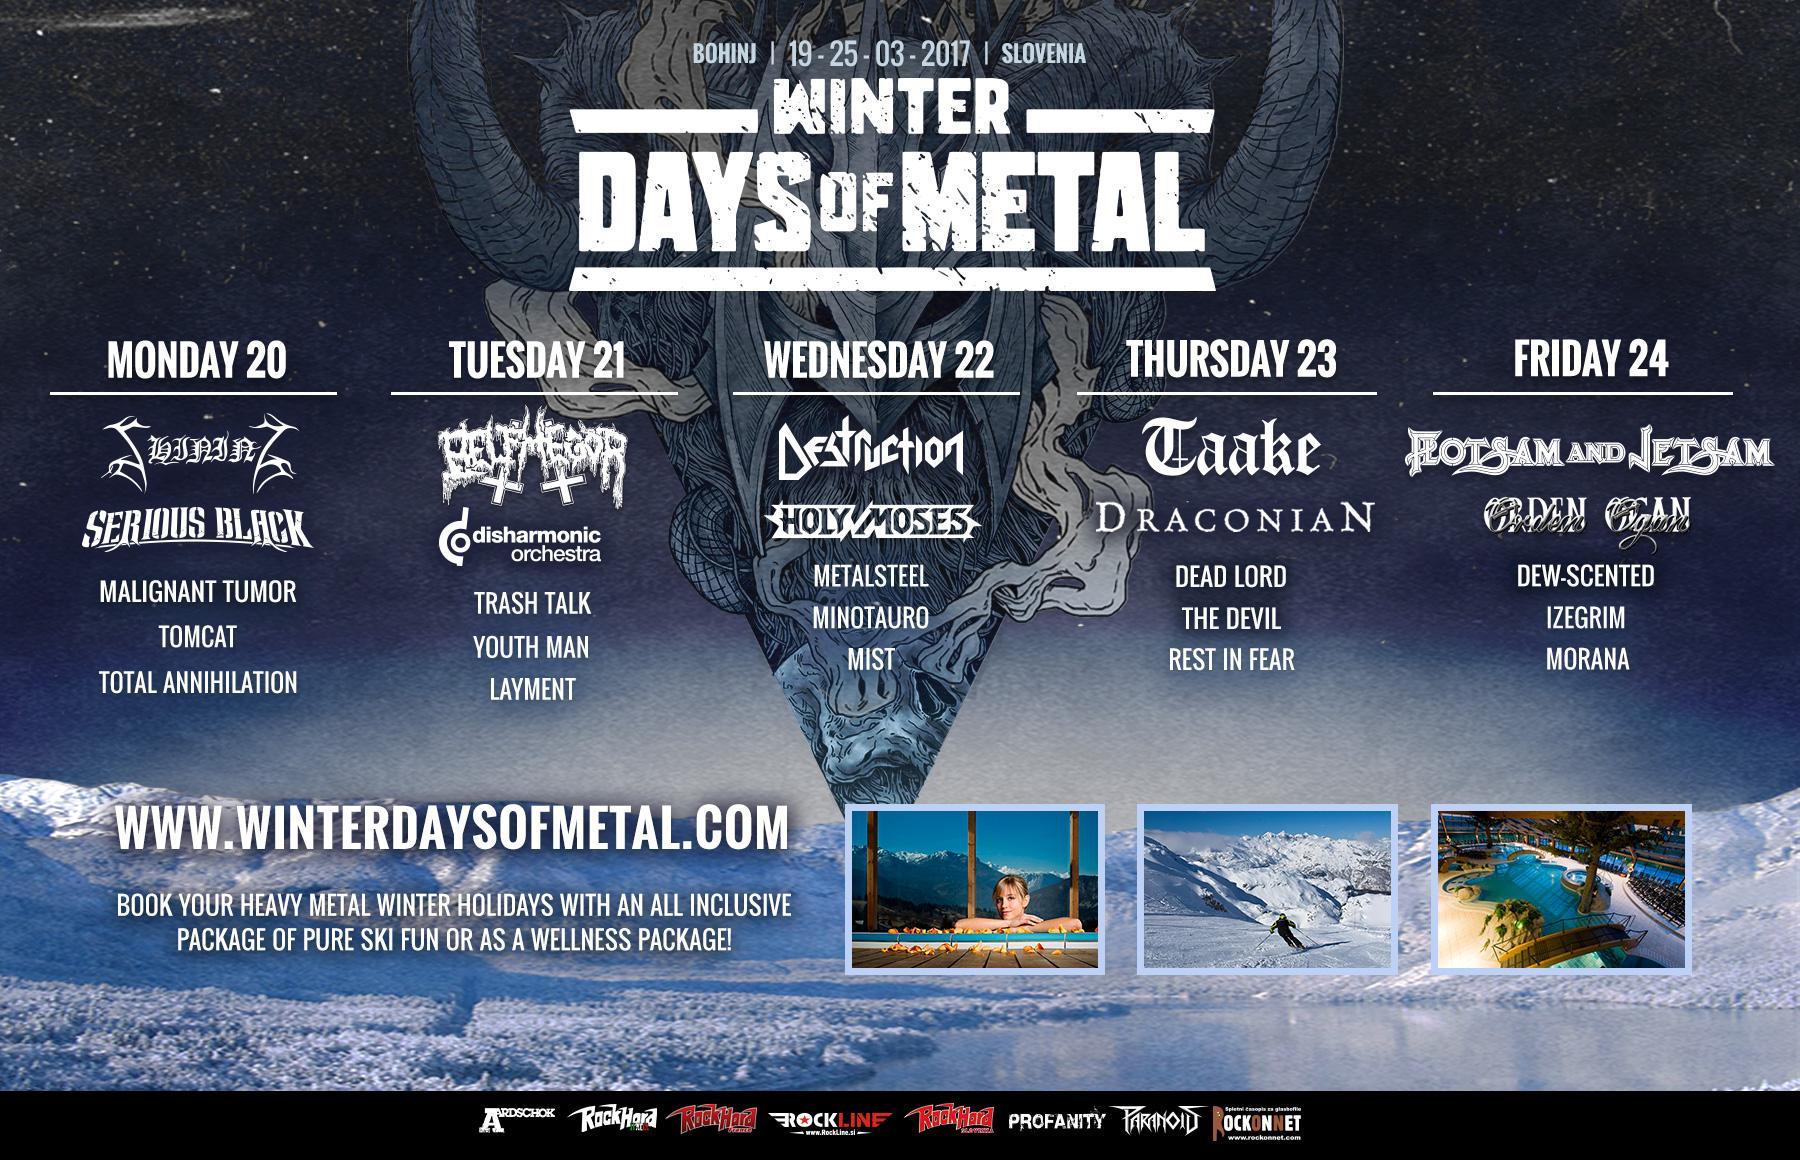 BOHINJ | 19-25-03-2017 | SLOVENIA
WINTER
DAYS OF METAL
MONDAY 20
SHINING
SERIOUS BLACK
MALIGNANT TUMOR
TOMCAT
TOTAL ANNIHILATION
TUESDAY 21
BELPHEGOR
disharmonic
orchestra
TRASH TALK
YOUTH MAN
LAYMENT
WEDNESDAY 22
DESTRUCTION
HOLY MOSES
METALSTEEL
MINOTAURO
MIST
THURSDAY 23
Taake
DRACONIAN
DEAD LORD
THE DEVIL
REST IN FEAR
FRIDAY 24
FLOTSAM AND JETSAM
ORDEN OGAN
DEW-SCENTED
IZEGRIM
MORANA
WWW.WINTERDAYSOFMETAL.COM
BOOK YOUR HEAVY METAL WINTER HOLIDAYS WITH AN ALL INCLUSIVE
PACKAGE OF PURE SKI FUN OR AS A WELLNESS PACKAGE!
AARDSCHOK
RockHard
RockHard
ROCKLINE
www.RockLine.si
RockHard
PROFANITY
PARANOID
Spletni časopis za glasbofile
ROCKONNET
www.rockonnet.com